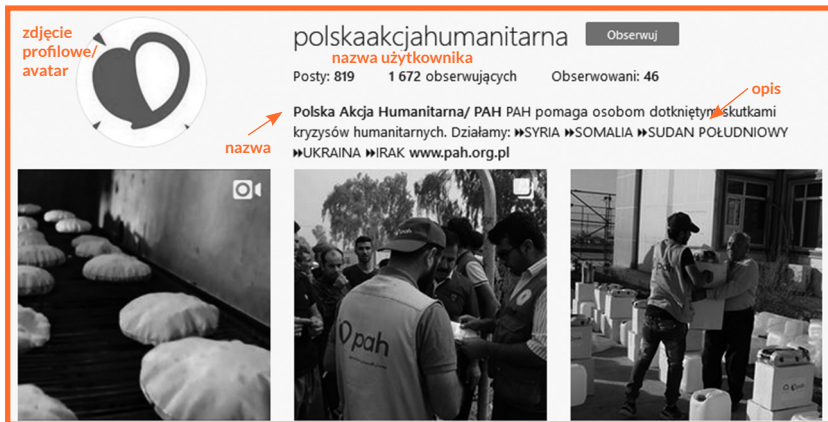 zdjęcie
profilowe/
avatar
polskaakcjahumanitarna
Obserwuj
nazwa użytkownika
Posty: 819 1 672 obserwujących Obserwowani: 46
opis
Polska Akcja Humanitarna/ PAH PAH pomaga osobom dotkniętym skutkami
kryzysów humanitarnych. Działamy: ⏩SYRIA ⏩SOMALIA ⏩SUDAN POŁUDNIOWY
⏩UKRAINA ⏩IRAK www.pah.org.pl
nazwa
pah
pah
pah